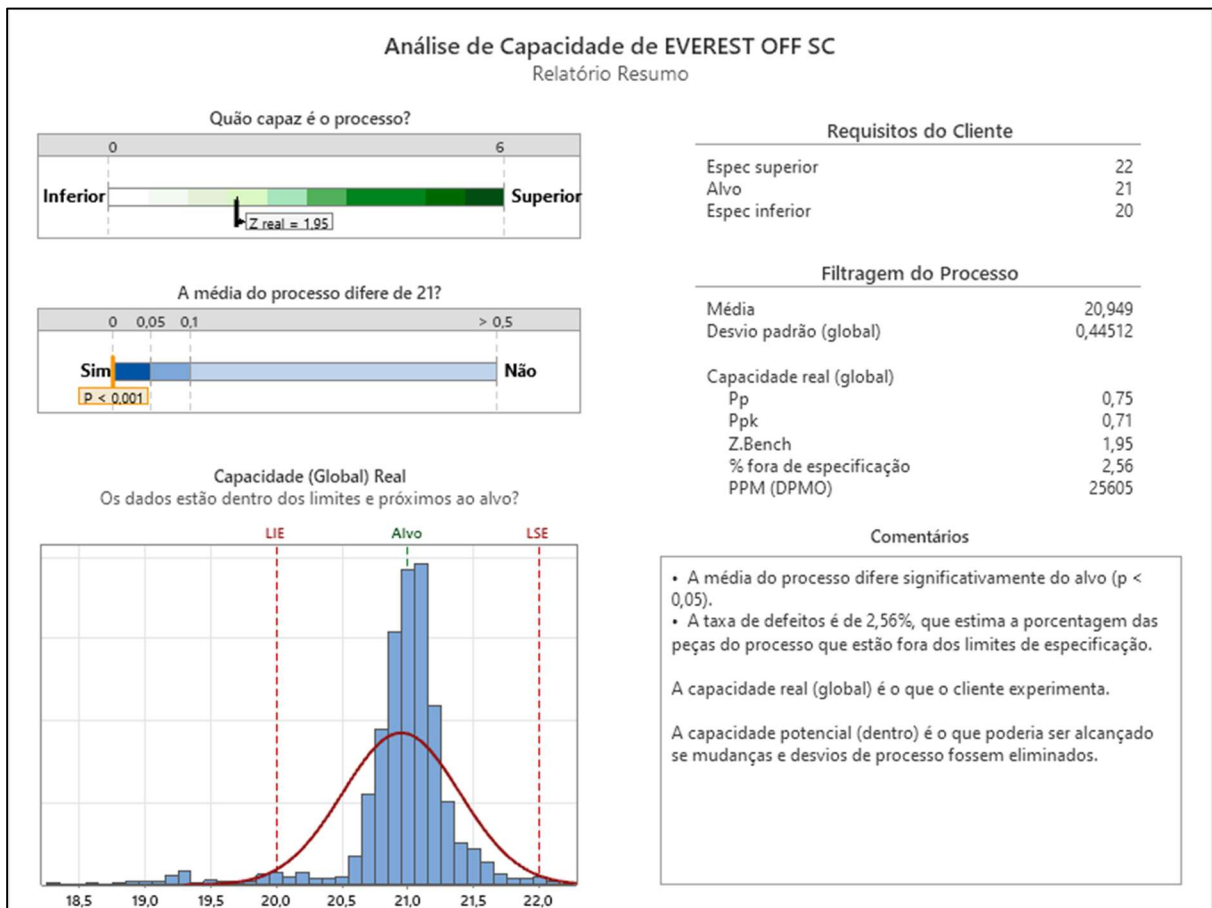 Análise de Capacidade de EVEREST OFF SC
Relatório Resumo
Quão capaz é o processo?
0 6
Inferior Superior
Z real = 1,95
A média do processo difere de 21?
0 0,05 0,1 > 0,5
Sim Não
P < 0,001
Capacidade (Global) Real
Os dados estão dentro dos limites e próximos ao alvo?
LIE Alvo LSE
18,5 19,0 19,5 20,0 20,5 21,0 21,5 22,0
Requisitos do Cliente
Espec superior 22
Alvo 21
Espec inferior 20
Filtragem do Processo
Média 20,949
Desvio padrão (global) 0,44512
Capacidade real (global)
Pp 0,75
Ppk 0,71
Z.Bench 1,95
% fora de especificação 2,56
PPM (DPMO) 25605
Comentários
• A média do processo difere significativamente do alvo (p <
0,05).
• A taxa de defeitos é de 2,56%, que estima a porcentagem das
peças do processo que estão fora dos limites de especificação.
A capacidade real (global) é o que o cliente experimenta.
A capacidade potencial (dentro) é o que poderia ser alcançado
se mudanças e desvios de processo fossem eliminados.